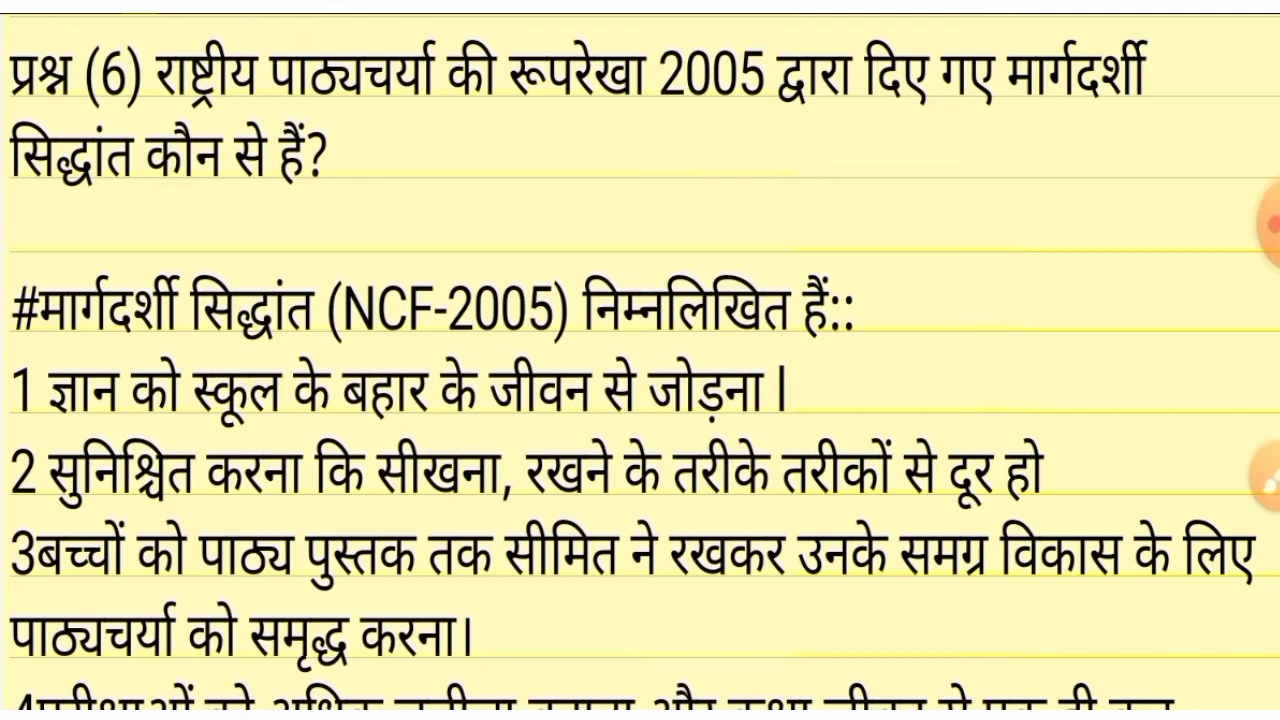 प्रश्न (6) राष्ट्रीय पाठ्यचर्या की रूपरेखा 2005 द्वारा दिए गए मार्गदर्शी
सिद्धांत कौन से हैं?
#मार्गदर्शी सिद्धांत (NCF-2005) निम्नलिखित हैं::
1 ज्ञान को स्कूल के बहार के जीवन से जोड़ना l
2 सुनिश्चित करना कि सीखना, रखने के तरीके तरीकों से दूर हो
3बच्चों को पाठ्य पुस्तक तक सीमित ने रखकर उनके समग्र विकास के लिए
पाठ्यचर्या को समृद्ध करना।